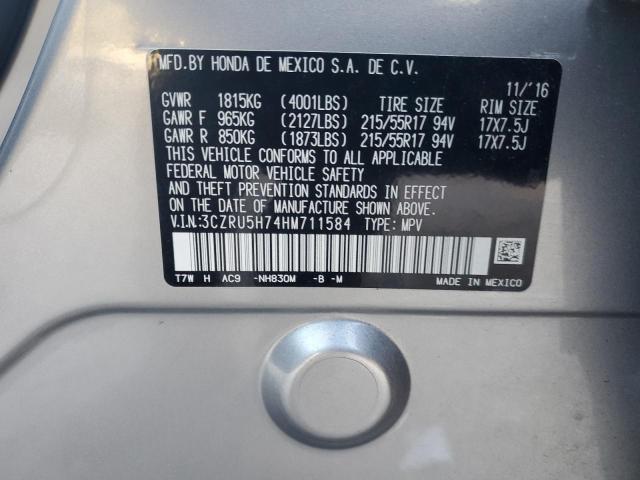 MFD.BY HONDA DE MEXICO S.A. DE C.V.
11/'16
GVWR 1815KG (4001LBS) TIRE SIZE RIM SIZE
GAWR F 965KG (2127LBS) 215/55R17 94V 17X7.5J
GAWR R 850KG (1873LBS) 215/55R17 94V 17X7.5J
THIS VEHICLE CONFORMS TO ALL APPLICABLE
FEDERAL MOTOR VEHICLE SAFETY
AND THEFT PREVENTION STANDARDS IN EFFECT
ON THE DATE OF MANUFACTURE SHOWN ABOVE.
V.I.N:3CZRU5H74HM711584 TYPE: MPV
T7W H AC9 -NH830M -B -M MADE IN MEXICO